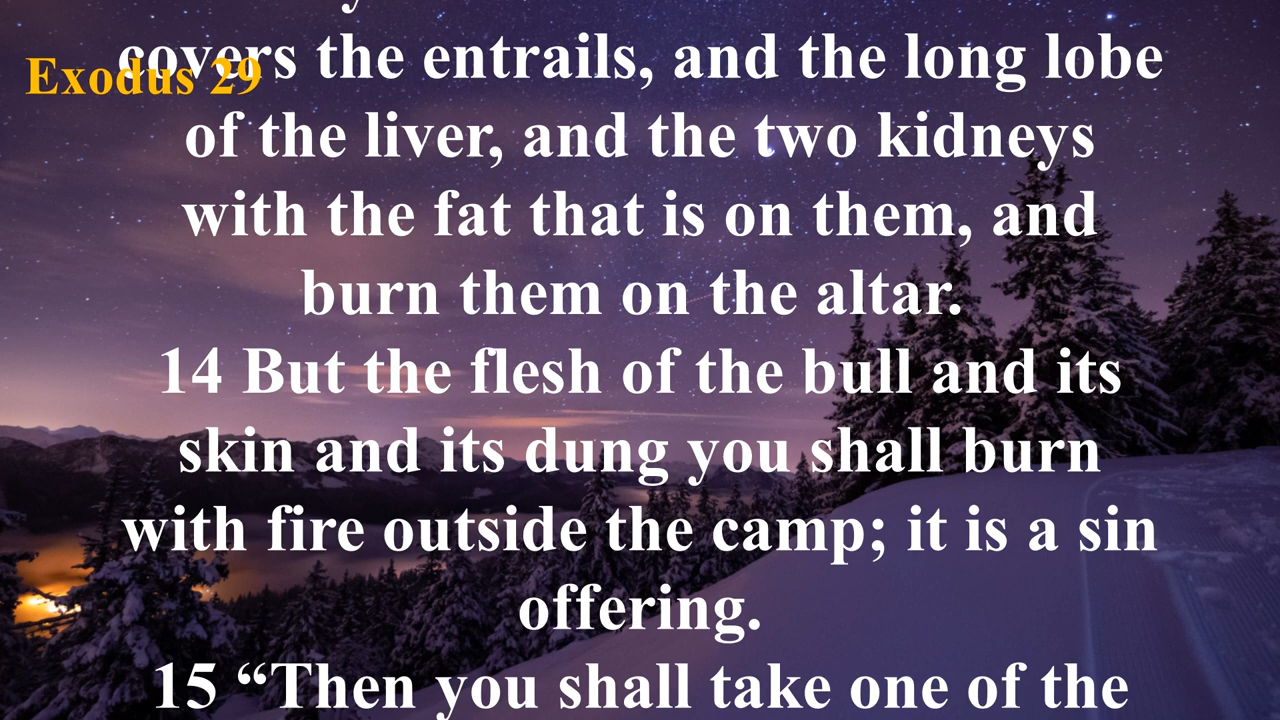 covers the entrails, and the long lobe
Exodus 29
of the liver, and the two kidneys
with the fat that is on them, and
burn them on the altar.
14 But the flesh of the bull and its
skin and its dung you shall burn
with fire outside the camp; it is a sin
offering.
15 “Then you shall take one of the